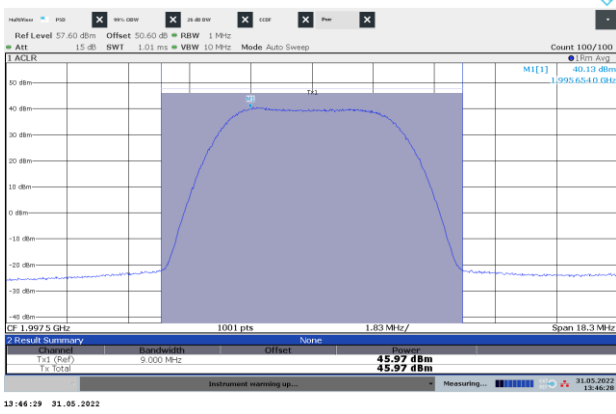 MultiView PSD X 99% OBW X 26 dB BW X CCDF X Pwr X
Ref Level 57.60 dBm Offset 50.60 dB RBW 1 MHz
Att 15 dB SWT 1.01 ms VBW 10 MHz Mode Auto Sweep Count 100/100
1 ACLR 1Rm Avg
M1[1] 40.13 dBm
1.995654 0 GHz
50 dBm
Tx1
M1
40 dBm
30 dBm
20 dBm
10 dBm
0 dBm
-10 dBm
-20 dBm
-30 dBm
-40 dBm
CF 1.9975 GHz 1001 pts 1.83 MHz/ Span 18.3 MHz
2 Result Summary None
Channel Bandwidth Offset Power
Tx1 (Ref) 9.000 MHz 45.97 dBm
Tx Total 45.97 dBm
Instrument warming up... Measuring... 31.05.2022
13:46:28
13:46:29 31.05.2022